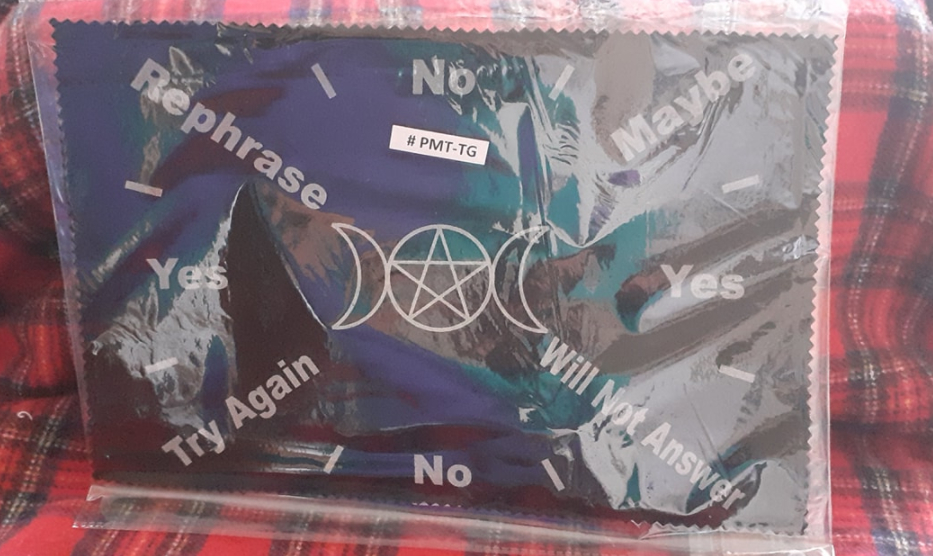 No
Rephrase
Maybe
# PMT-TG
Yes
Yes
Try Again
Will Not Answer
No